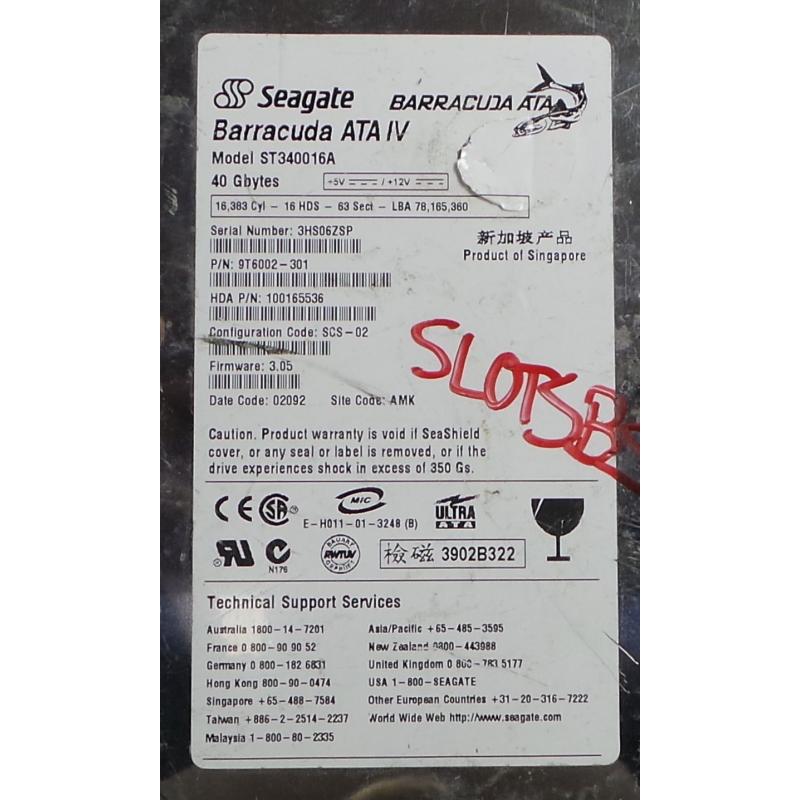 Seagate BARRACUDA ATA
Barracuda ATA IV
Model ST340016A
40 Gbytes +5V / +12V
16,383 Cyl - 16 HDS - 63 Sect - LBA 78,165,360
Serial Number: 3HS06ZSP
新加坡产品
Product of Singapore
P/N: 9T6002-301
HDA P/N: 100165536
Configuration Code: SCS-02
Firmware: 3.05
Date Code: 02092 Site Code: AMK
SLOT
Caution. Product warranty is void if SeaShield
cover, or any seal or label is removed, or if the
drive experiences shock in excess of 350 Gs.
CE SA MIC ULTRA ATA
E-H011-01-3248 (B)
N176
BAUART RWTUV
檢磁 3902B322
Technical Support Services
Australia 1800-14-7201
France 0 800-90 90 52
Germany 0 800-182 6831
Hong Kong 800-90-0474
Singapore +65-488-7584
Taiwan +886-2-2514-2237
Malaysia 1-800-80-2335
Asia/Pacific +65-485-3595
New Zealand 0800-443988
United Kingdom 0 800-783 5177
USA 1-800-SEAGATE
Other European Countries +31-20-316-7222
World Wide Web http://www.seagate.com